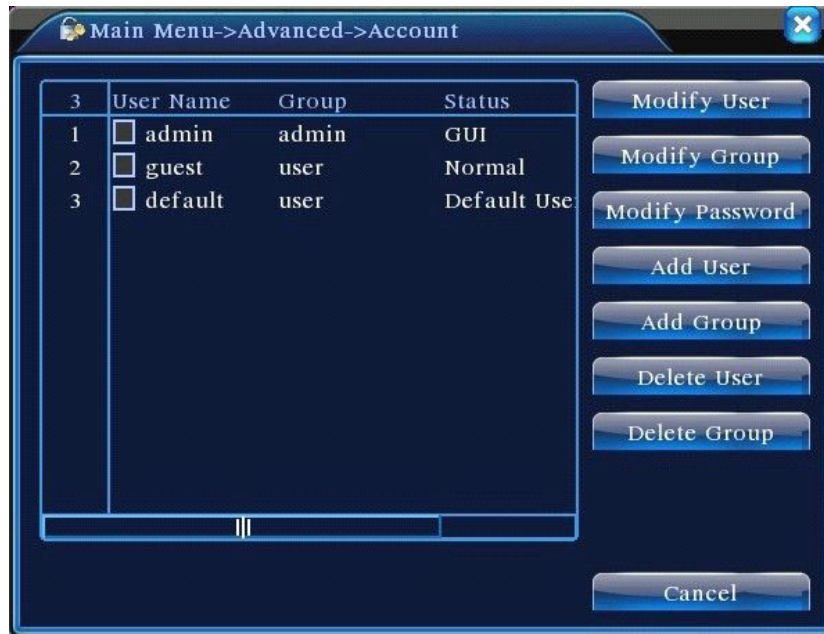 Main Menu->Advanced->Account
3 User Name Group Status
1 admin admin GUI
2 guest user Normal
3 default user Default Use
Modify User
Modify Group
Modify Password
Add User
Add Group
Delete User
Delete Group
Cancel